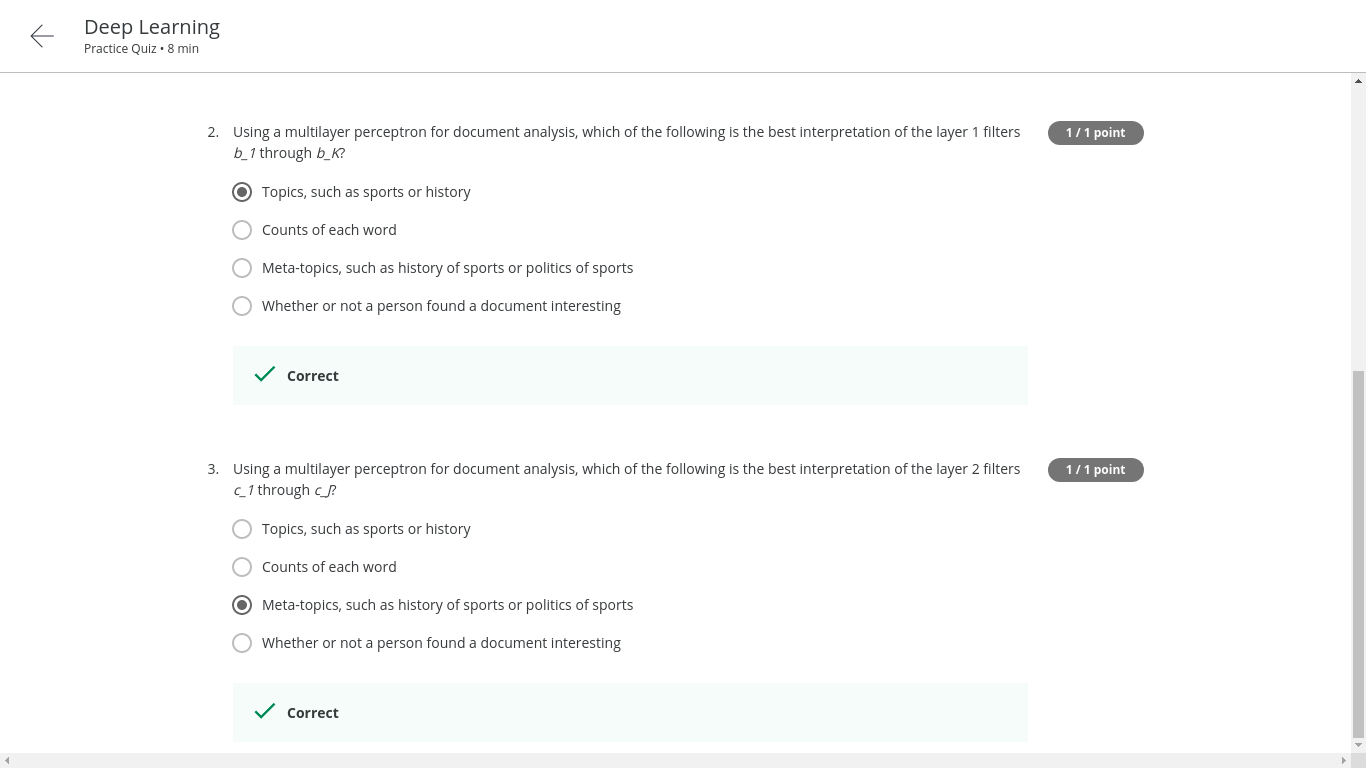 Deep Learning
Practice Quiz • 8 min
2. Using a multilayer perceptron for document analysis, which of the following is the best interpretation of the layer 1 filters 1 / 1 point
b_1 through b_K?
Topics, such as sports or history
Counts of each word
Meta-topics, such as history of sports or politics of sports
Whether or not a person found a document interesting
Correct
3. Using a multilayer perceptron for document analysis, which of the following is the best interpretation of the layer 2 filters 1 / 1 point
c_1 through c_J?
Topics, such as sports or history
Counts of each word
Meta-topics, such as history of sports or politics of sports
Whether or not a person found a document interesting
Correct